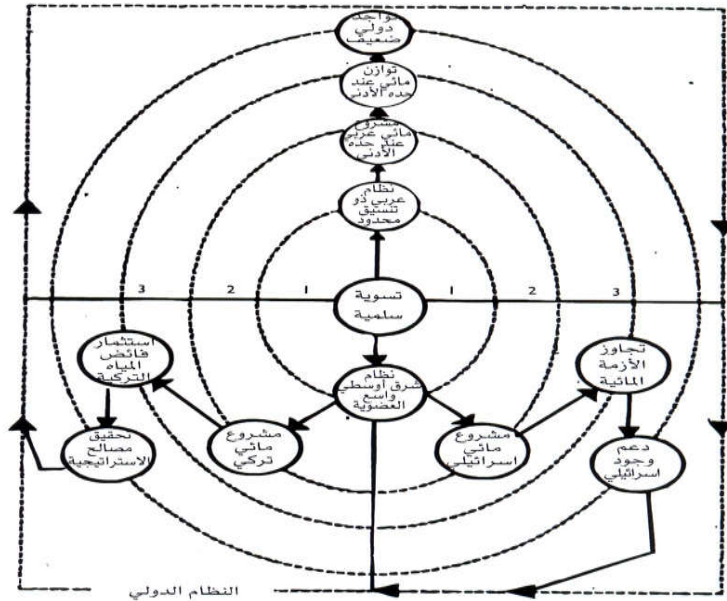 تواجد
دولي
ضعيف
توازن
مائي عند
حده الأدنى
مشروع
مائي عربي
عند حده
الأدنى
نظام
عربي ذو
تنسيق
محدود
3 2 1 1 2 3
تسوية
سلمية
استثمار
فائض
المياه
التركية
تجاوز
الأزمة
المائية
نظام
شرق أوسطي
واسع
العضوية
تحقيق
مصالح
الاستراتيجية
مشروع
مائي
تركي
مشروع
مائي
اسرائيلي
دعم
وجود
اسرائيلي
النظام الدولي